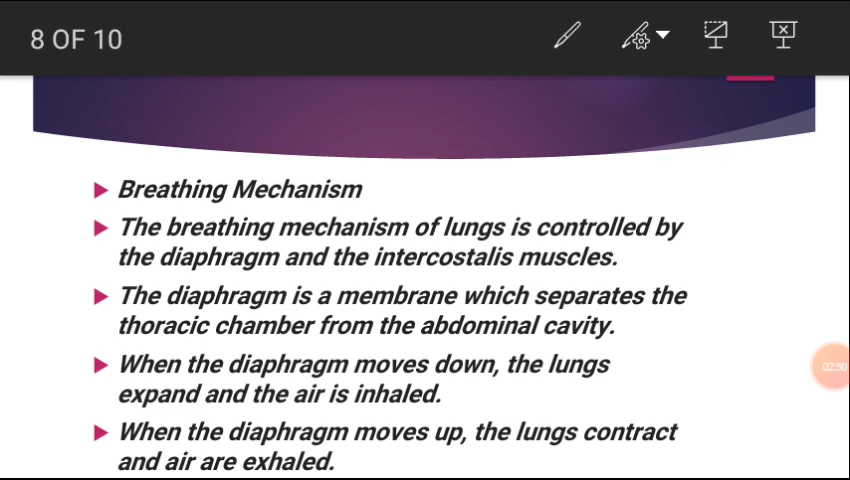 8 OF 10
Breathing Mechanism
The breathing mechanism of lungs is controlled by
the diaphragm and the intercostalis muscles.
The diaphragm is a membrane which separates the
thoracic chamber from the abdominal cavity.
When the diaphragm moves down, the lungs
expand and the air is inhaled.
02:50
When the diaphragm moves up, the lungs contract
and air are exhaled.